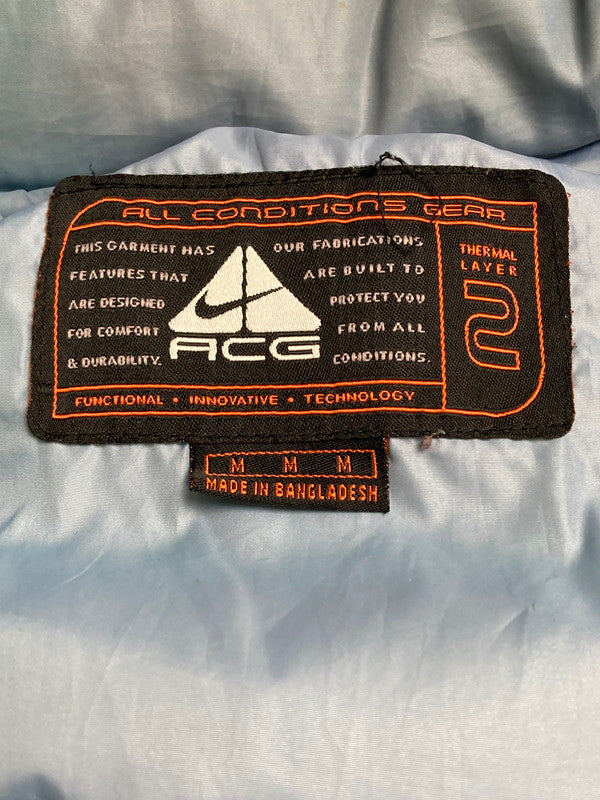 ALL CONDITIONS GEAR
THIS GARMENT HAS
FEATURES THAT
ARE DESIGNED
FOR COMFORT
& DURABILITY.
ACG
OUR FABRICATIONS
ARE BUILT TO
PROTECT YOU
FROM ALL
CONDITIONS.
THERMAL
LAYER
2
FUNCTIONAL • INNOVATIVE • TECHNOLOGY
M M M
MADE IN BANGLADESH